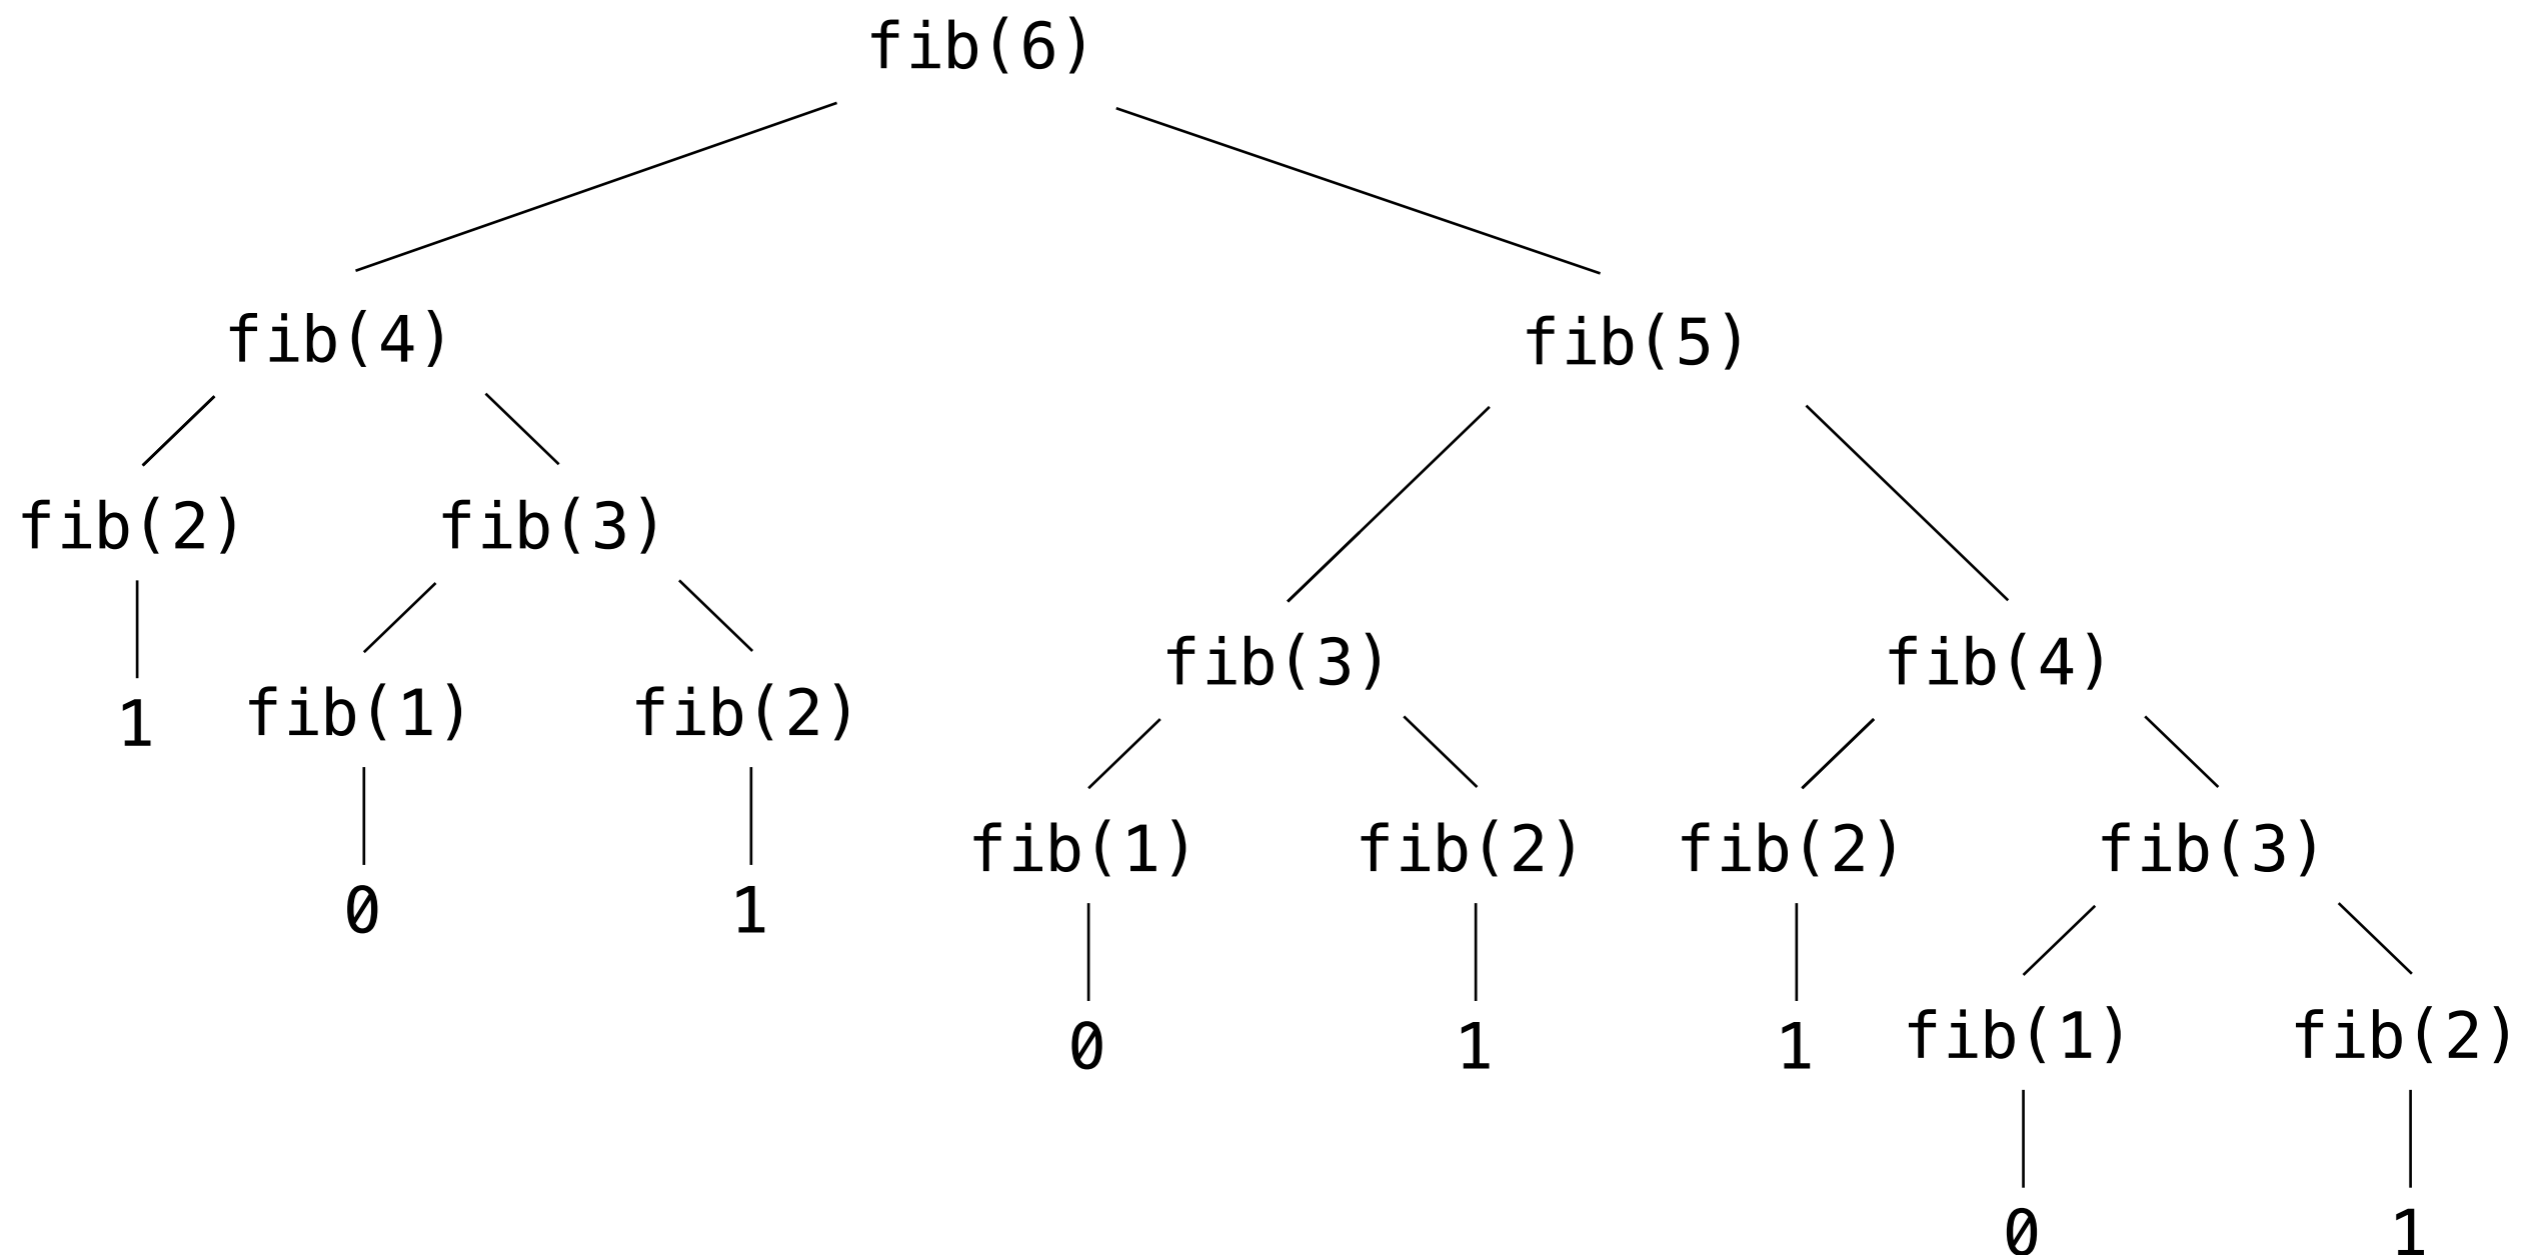 fib(6)
fib(4) fib(5)
fib(2) fib(3)
fib(3) fib(4)
1 fib(1) fib(2)
fib(1) fib(2) fib(2) fib(3)
0 1
0 1 1 fib(1) fib(2)
0 1